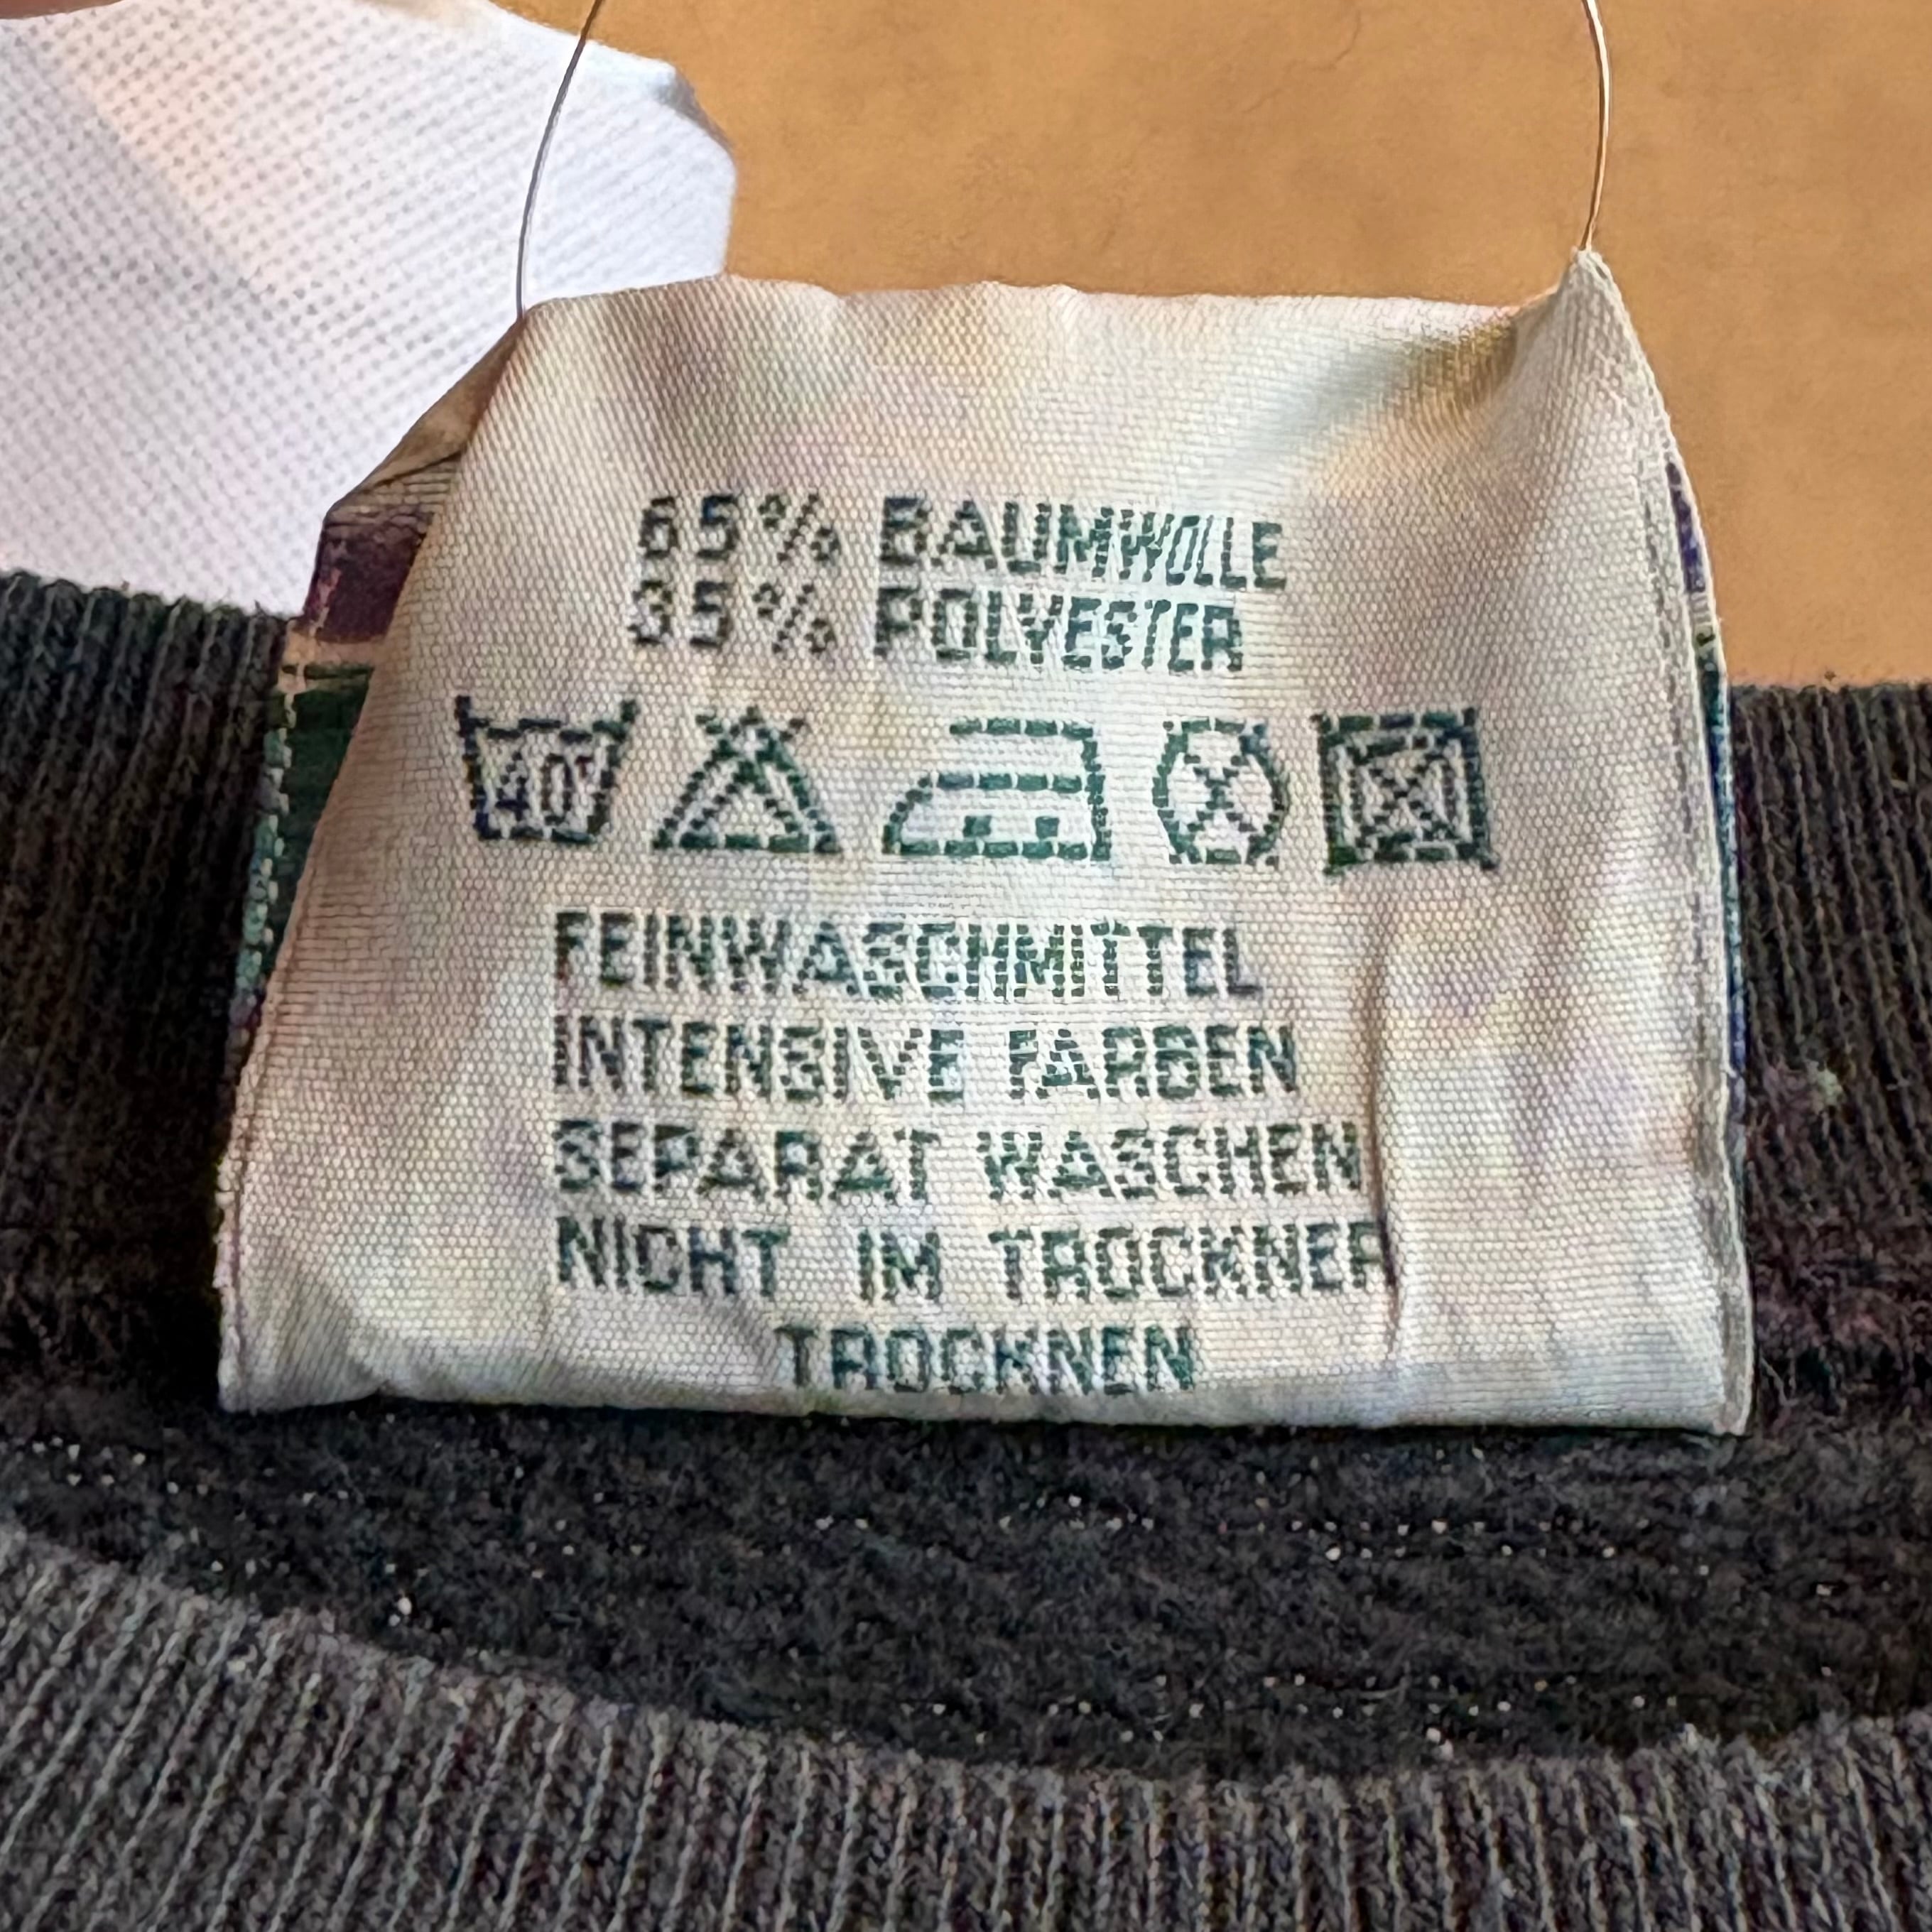 65% BAUMWOLLE
35% POLYESTER
40°
FEINWASCHMITTEL
INTENSIVE FARBEN
SEPARAT WASCHEN
NICHT IM TROCKNER
TROCKNEN